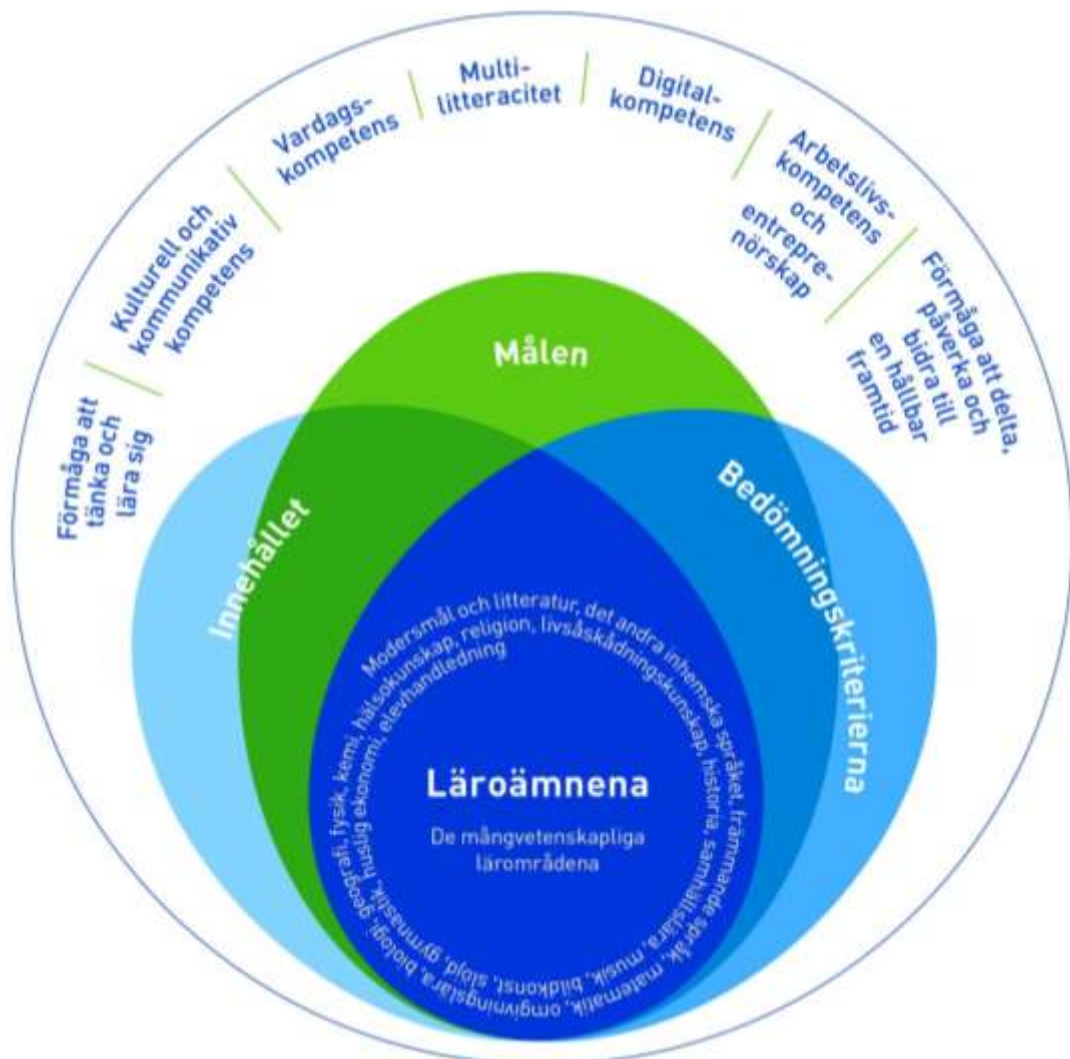 Förmåga att
tänka och
lära sig
Kulturell och
kommunikativ
kompetens
Vardags-
kompetens
Multi-
litteracitet
Digital-
kompetens
Arbetslivs-
kompetens
och
entrepre-
nörskap
Förmåga att delta,
påverka och
bidra till
en hållbar
framtid
Målen
Innehållet
Bedömningskriterierna
Modersmål och litteratur, det andra inhemska språket, främmande språk, matematik, omgivningslära, biologi, geografi, fysik, kemi, hälsokunskap, religion, livsåskådningskunskap, historia, samhällslära, musik, bildkonst, slöjd, gymnastik, huslig ekonomi, elevhandledning
Läroämnena
De mångvetenskapliga
lärområdena